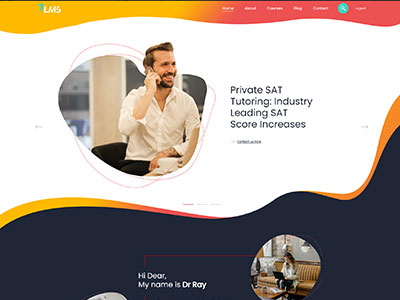 LMS
Home About Courses Blog Contact Logout
Private SAT
Tutoring: Industry
Leading SAT
Score Increases
Contact us now
Hi Dear,
My name is Dr Ray